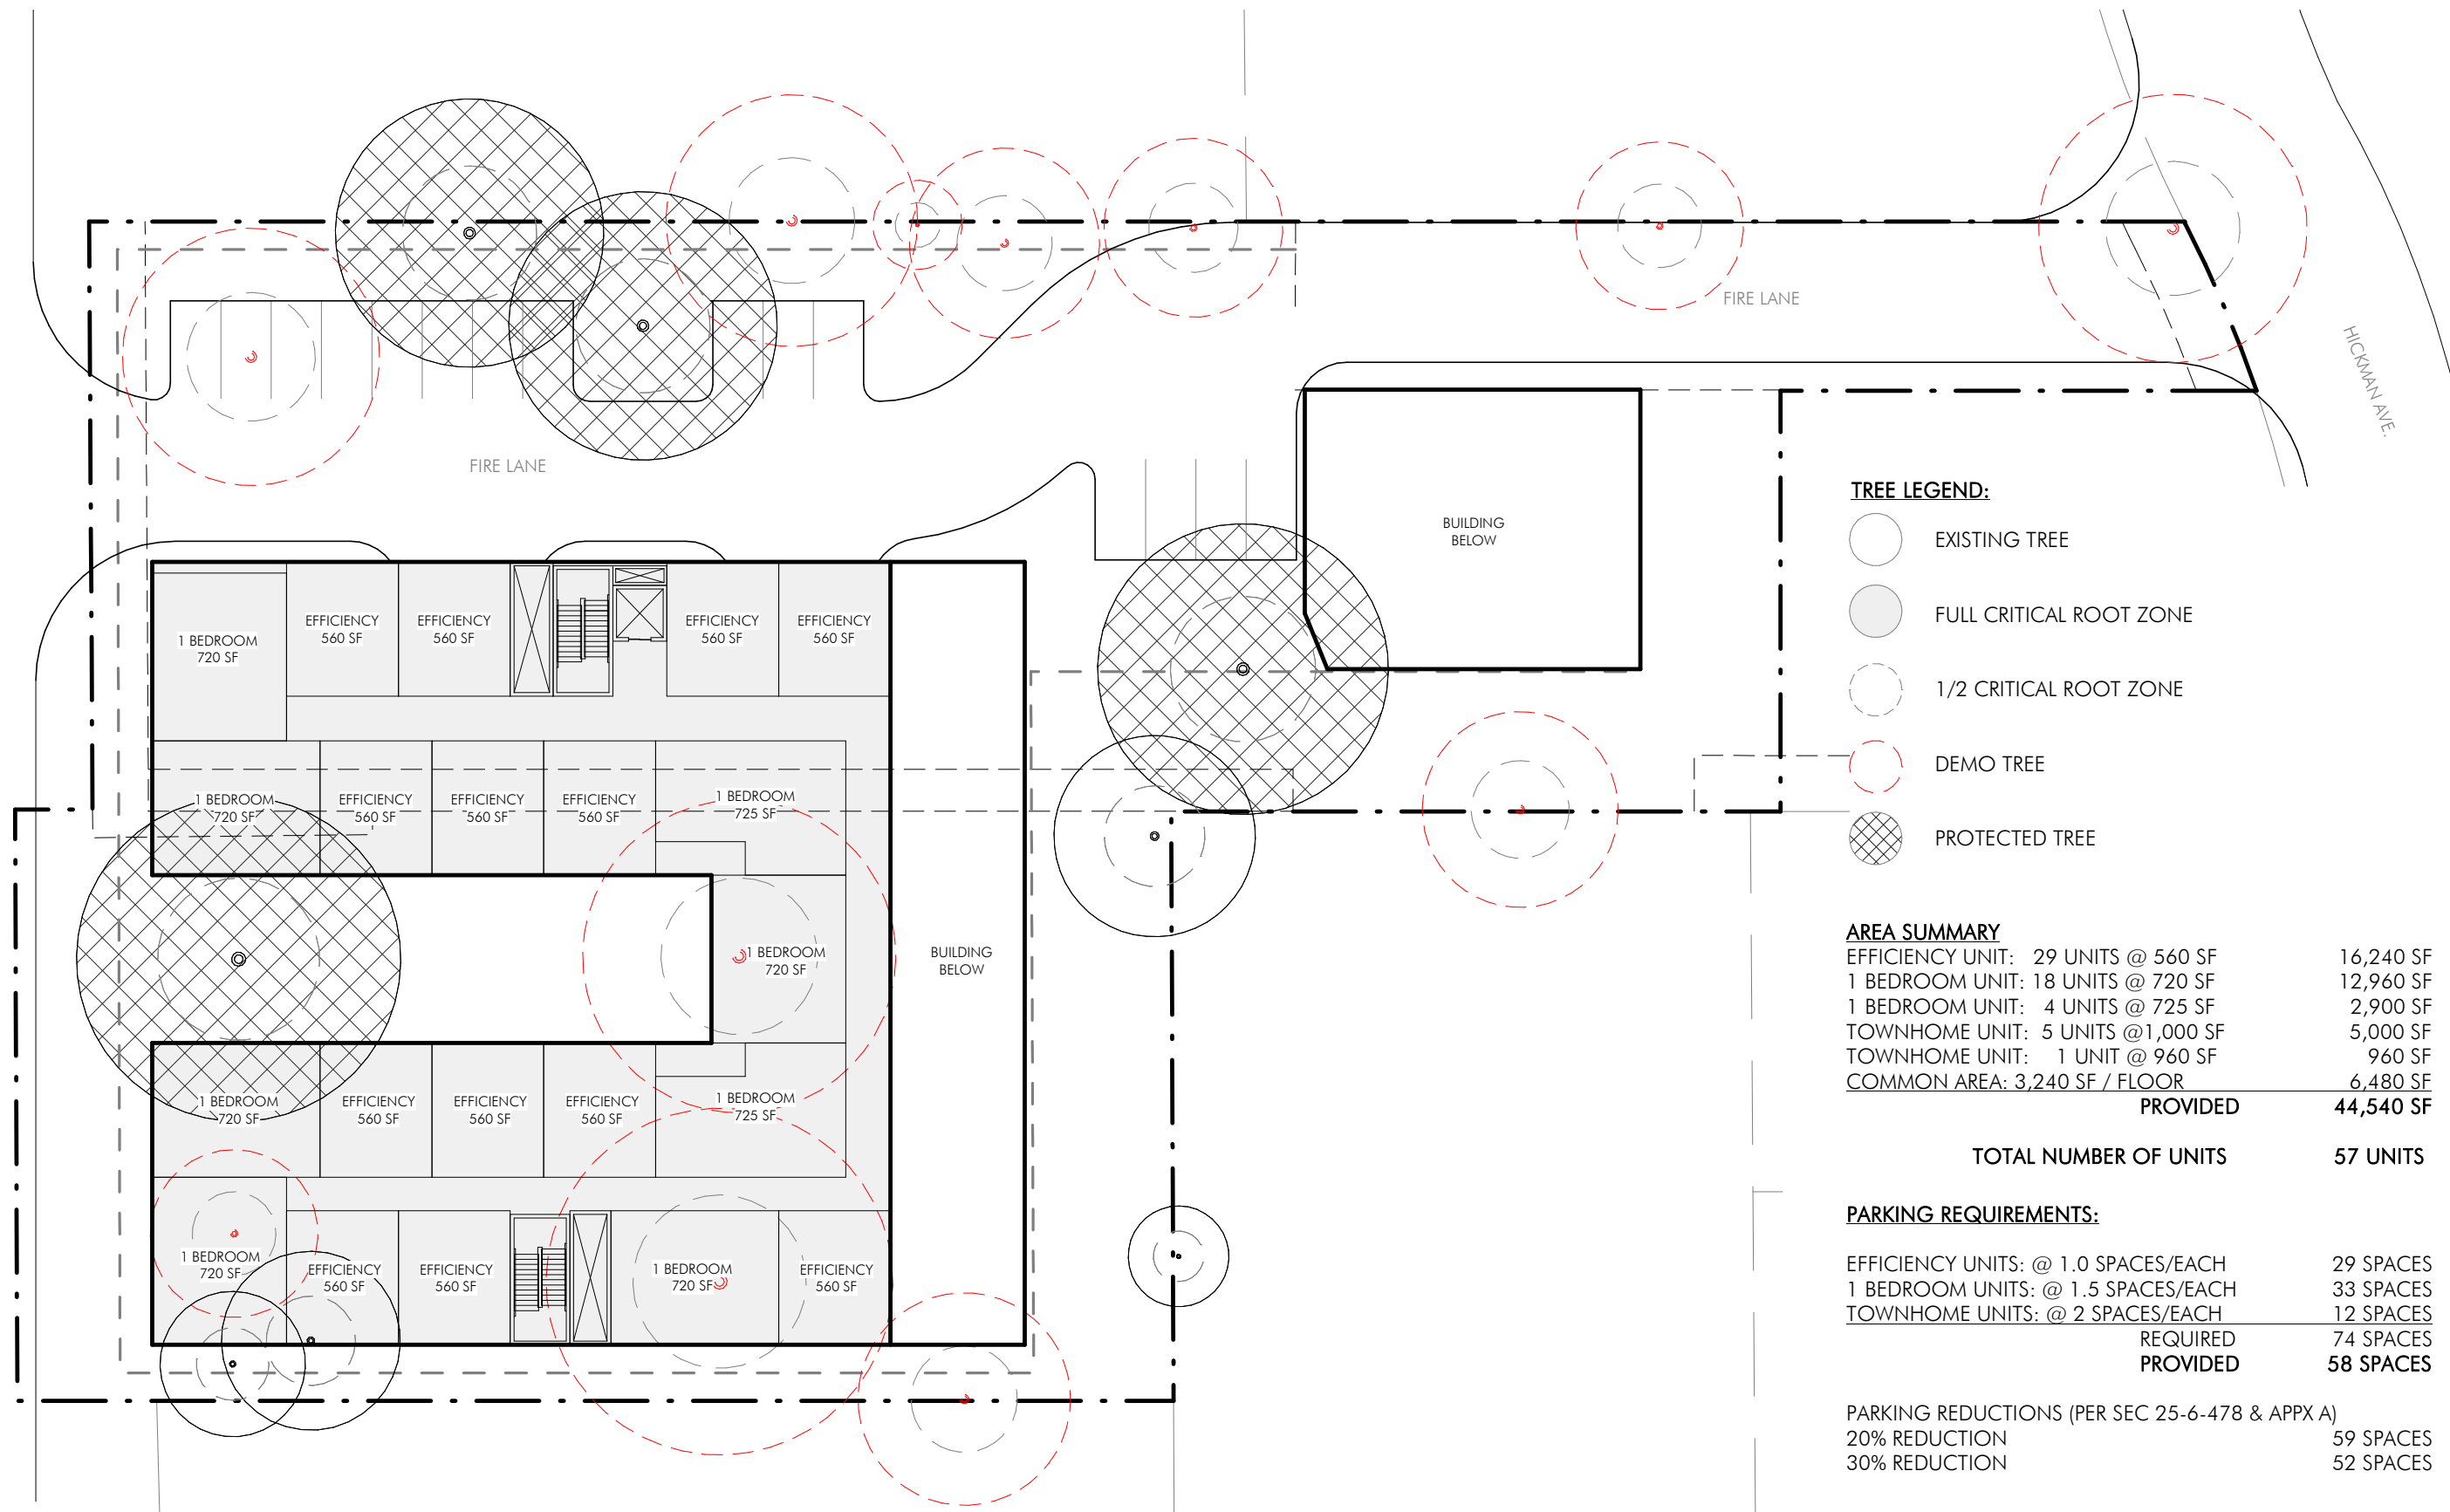 FIRE LANE
HICKMAN AVE.
FIRE LANE
BUILDING
BELOW
1 BEDROOM
720 SF
EFFICIENCY
560 SF
EFFICIENCY
560 SF
EFFICIENCY
560 SF
EFFICIENCY
560 SF
1 BEDROOM
720 SF
EFFICIENCY
560 SF
EFFICIENCY
560 SF
EFFICIENCY
560 SF
1 BEDROOM
725 SF
1 BEDROOM
720 SF
BUILDING
BELOW
1 BEDROOM
720 SF
EFFICIENCY
560 SF
EFFICIENCY
560 SF
EFFICIENCY
560 SF
1 BEDROOM
725 SF
1 BEDROOM
720 SF
EFFICIENCY
560 SF
EFFICIENCY
560 SF
1 BEDROOM
720 SF
EFFICIENCY
560 SF
TREE LEGEND:
EXISTING TREE
FULL CRITICAL ROOT ZONE
1/2 CRITICAL ROOT ZONE
DEMO TREE
PROTECTED TREE
AREA SUMMARY
EFFICIENCY UNIT: 29 UNITS @ 560 SF 16,240 SF
1 BEDROOM UNIT: 18 UNITS @ 720 SF 12,960 SF
1 BEDROOM UNIT: 4 UNITS @ 725 SF 2,900 SF
TOWNHOME UNIT: 5 UNITS @1,000 SF 5,000 SF
TOWNHOME UNIT: 1 UNIT @ 960 SF 960 SF
COMMON AREA: 3,240 SF / FLOOR 6,480 SF
PROVIDED 44,540 SF
TOTAL NUMBER OF UNITS 57 UNITS
PARKING REQUIREMENTS:
EFFICIENCY UNITS: @ 1.0 SPACES/EACH 29 SPACES
1 BEDROOM UNITS: @ 1.5 SPACES/EACH 33 SPACES
TOWNHOME UNITS: @ 2 SPACES/EACH 12 SPACES
REQUIRED 74 SPACES
PROVIDED 58 SPACES
PARKING REDUCTIONS (PER SEC 25-6-478 & APPX A)
20% REDUCTION 59 SPACES
30% REDUCTION 52 SPACES